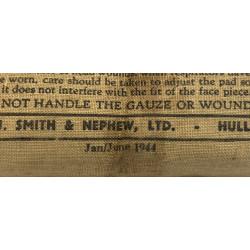 e worn, care should be taken to adjust the pad so
it does not interfere with the fit of the face piece
NOT HANDLE THE GAUZE OR WOUN
. SMITH & NEPHEW, LTD. - HULL
Jan/June 1944